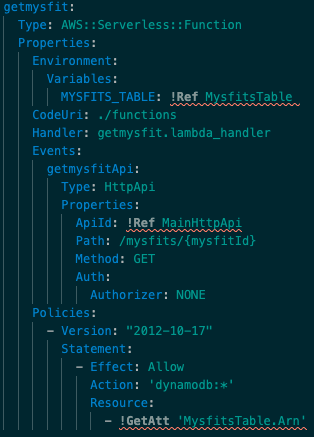 getmysfit:
Type: AWS::Serverless::Function
Properties:
Environment:
Variables:
MYSFITS_TABLE: !Ref MysfitsTable
CodeUri: ./functions
Handler: getmysfit.lambda_handler
Events:
getmysfitApi:
Type: HttpApi
Properties:
ApiId: !Ref MainHttpApi
Path: /mysfits/{mysfitId}
Method: GET
Auth:
Authorizer: NONE
Policies:
- Version: "2012-10-17"
Statement:
- Effect: Allow
Action: 'dynamodb:*'
Resource:
- !GetAtt 'MysfitsTable.Arn'